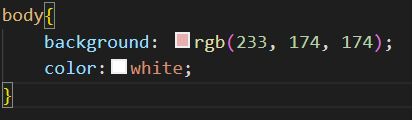 body{
    background: rgb(233, 174, 174);
    color:white;
}